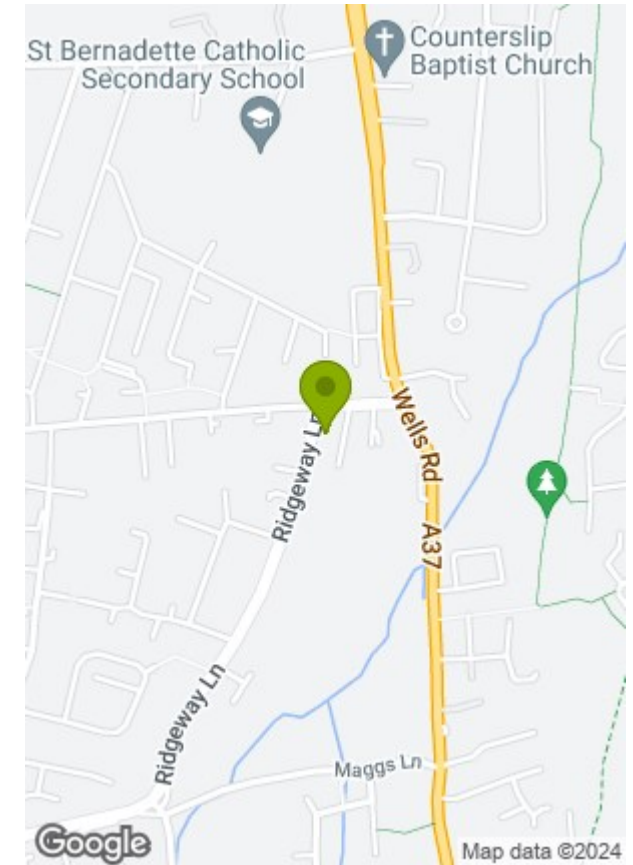 St Bernadette Catholic
Secondary School
Counterslip
Baptist Church
Wells Rd
A37
Ridgeway Ln
Ridgeway Ln
Maggs Ln
Google
Map data ©2024